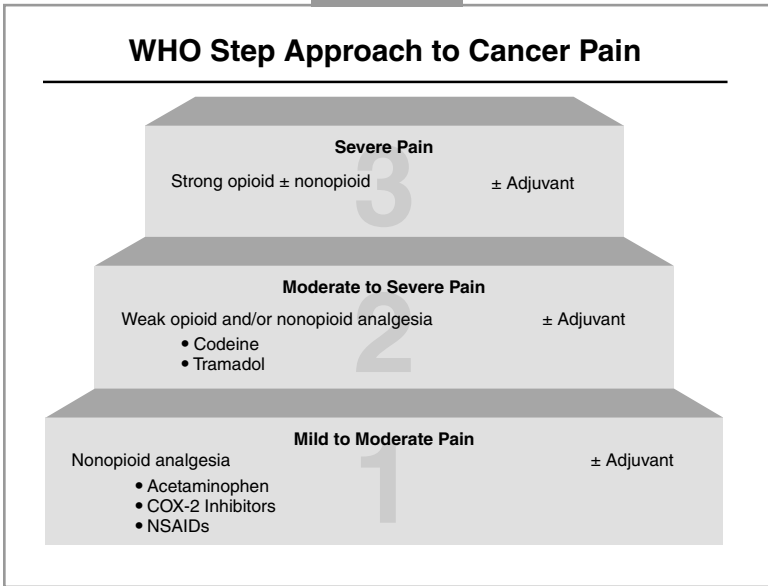 WHO Step Approach to Cancer Pain
3
Severe Pain
Strong opioid ± nonopioid ± Adjuvant
2
Moderate to Severe Pain
Weak opioid and/or nonopioid analgesia ± Adjuvant
• Codeine
• Tramadol
1
Mild to Moderate Pain
Nonopioid analgesia ± Adjuvant
• Acetaminophen
• COX-2 Inhibitors
• NSAIDs